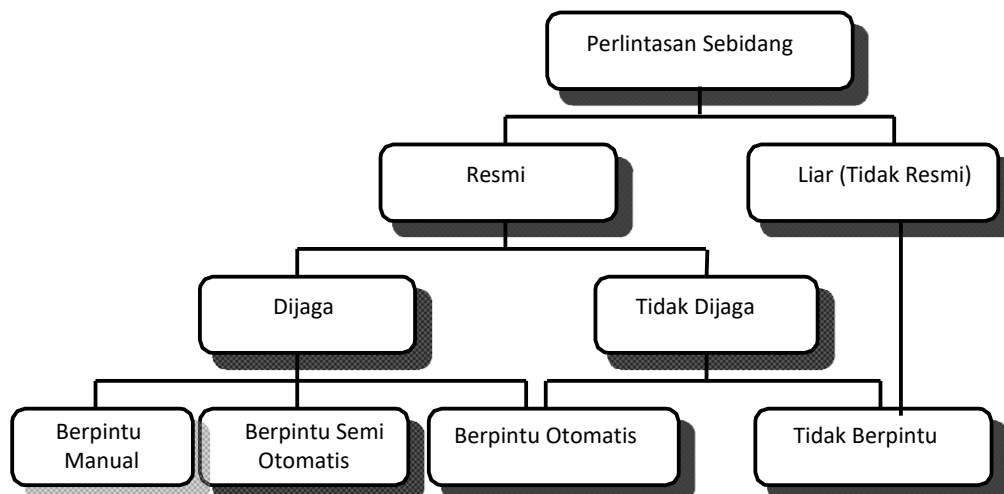 Perlintasan Sebidang
Resmi
Liar (Tidak Resmi)
Dijaga
Tidak Dijaga
Berpintu
Manual
Berpintu Semi
Otomatis
Berpintu Otomatis
Tidak Berpintu